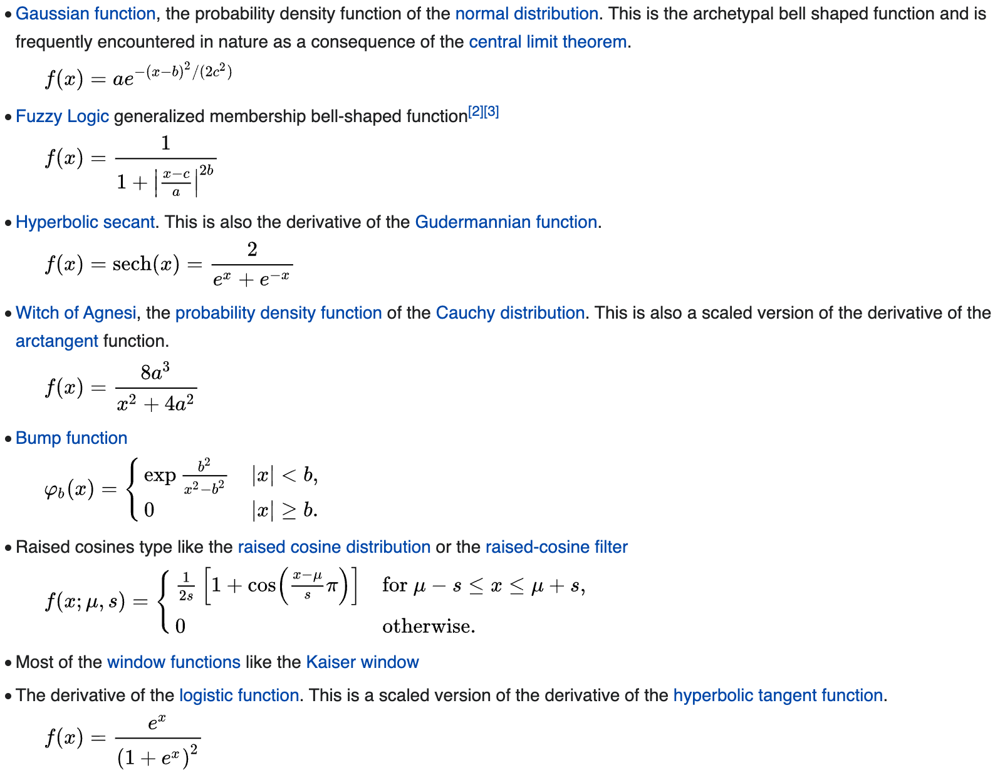 • Gaussian function, the probability density function of the normal distribution. This is the archetypal bell shaped function and is
frequently encountered in nature as a consequence of the central limit theorem.
f(x) = ae^{-(x-b)^2/(2c^2)}
• Fuzzy Logic generalized membership bell-shaped function[2][3]
f(x) = \frac{1}{1+\left|\frac{x-c}{a}\right|^{2b}}
• Hyperbolic secant. This is also the derivative of the Gudermannian function.
f(x) = \operatorname{sech}(x) = \frac{2}{e^x+e^{-x}}
• Witch of Agnesi, the probability density function of the Cauchy distribution. This is also a scaled version of the derivative of the
arctangent function.
f(x) = \frac{8a^3}{x^2+4a^2}
• Bump function
\varphi_b(x) = \begin{cases} \exp\frac{b^2}{x^2-b^2} & |x| < b, \\ 0 & |x| \geq b. \end{cases}
• Raised cosines type like the raised cosine distribution or the raised-cosine filter
f(x;\mu,s) = \begin{cases} \frac{1}{2s}\left[1+\cos\left(\frac{x-\mu}{s}\pi\right)\right] & \text{for } \mu-s \leq x \leq \mu+s, \\ 0 & \text{otherwise.} \end{cases}
• Most of the window functions like the Kaiser window
• The derivative of the logistic function. This is a scaled version of the derivative of the hyperbolic tangent function.
f(x) = \frac{e^x}{(1+e^x)^2}